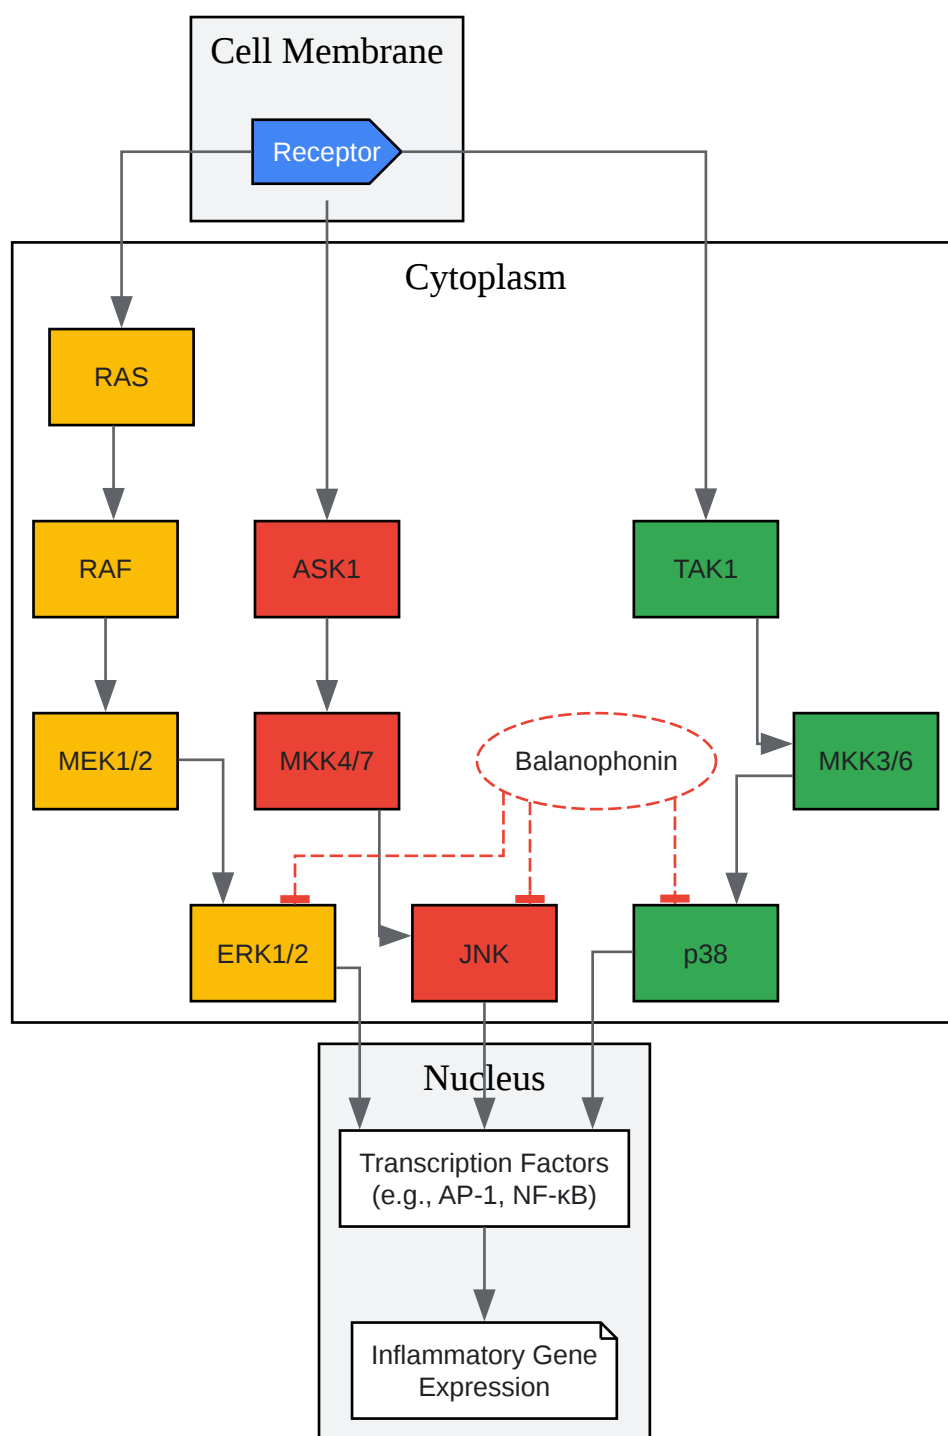 Cell Membrane
Receptor
Cytoplasm
RAS
RAF
ASK1
TAK1
MEK1/2
MKK4/7
Balanophonin
MKK3/6
ERK1/2
JNK
p38
Nucleus
Transcription Factors
(e.g., AP-1, NF-κB)
Inflammatory Gene
Expression